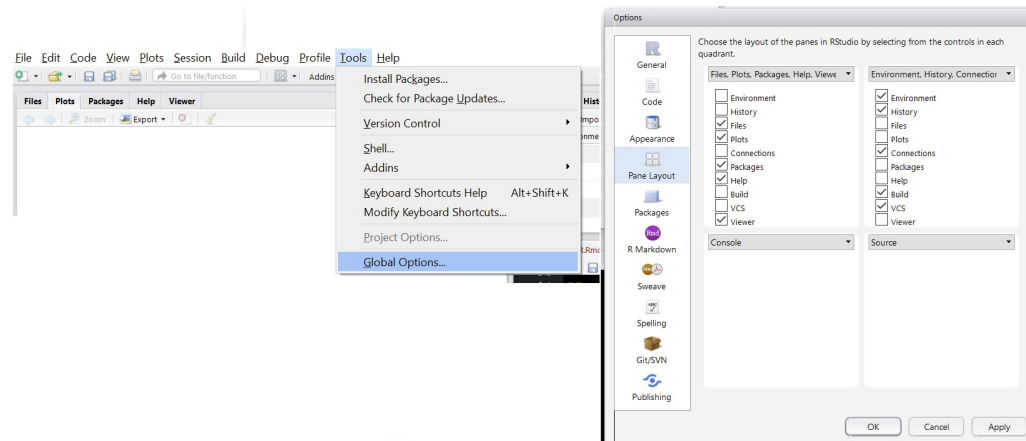 File Edit Code View Plots Session Build Debug Profile Tools Help
Go to file/function Addins
Files Plots Packages Help Viewer
Zoom Export
Install Packages...
Check for Package Updates...
Version Control
Shell...
Addins
Keyboard Shortcuts Help Alt+Shift+K
Modify Keyboard Shortcuts...
Project Options...
Global Options...
Options
General
Code
Appearance
Pane Layout
Packages
Rmd
R Markdown
Sweave
ABC
Spelling
Git/SVN
Publishing
Choose the layout of the panes in RStudio by selecting from the controls in each
quadrant.
Files, Plots, Packages, Help, Viewe
Environment
History
Files
Plots
Connections
Packages
Help
Build
VCS
Viewer
Environment, History, Connection
Environment
History
Files
Plots
Connections
Packages
Help
Build
VCS
Viewer
Console
Source
OK Cancel Apply